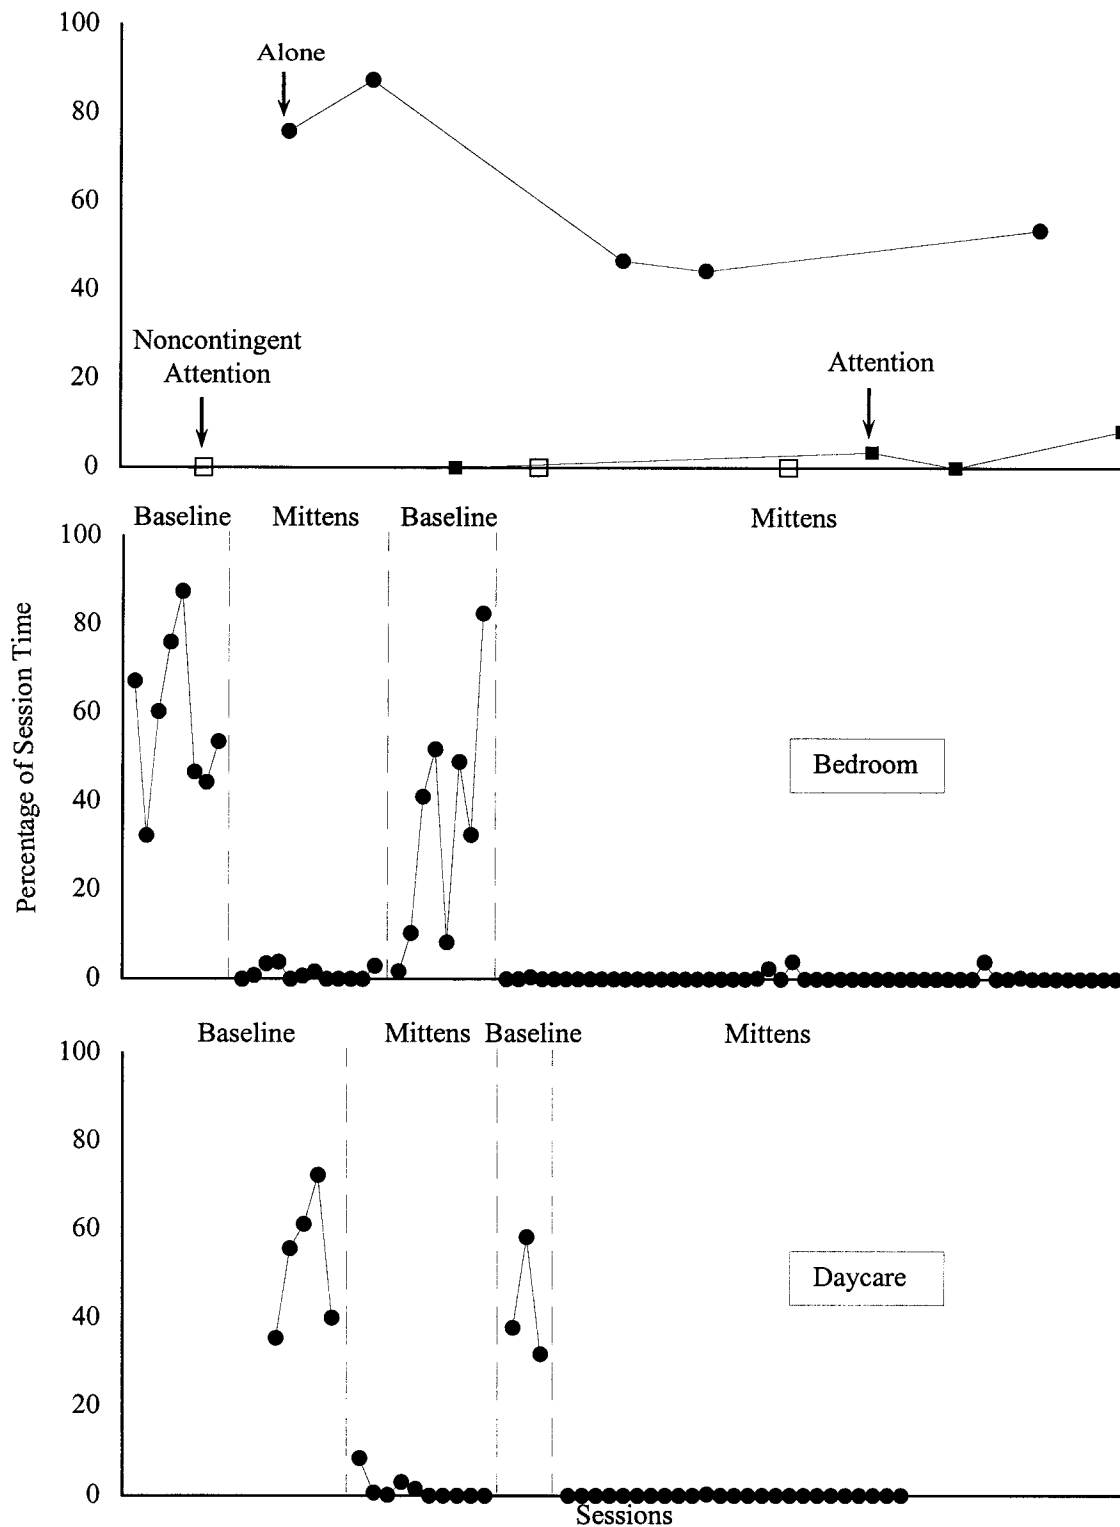 100
Alone
80
60
40
Noncontingent
Attention
Attention
20
0
Baseline Mittens Baseline Mittens
100
80
60
Bedroom
40
20
0
Percentage of Session Time
Baseline Mittens Baseline Mittens
100
80
60
Daycare
40
20
0
Sessions